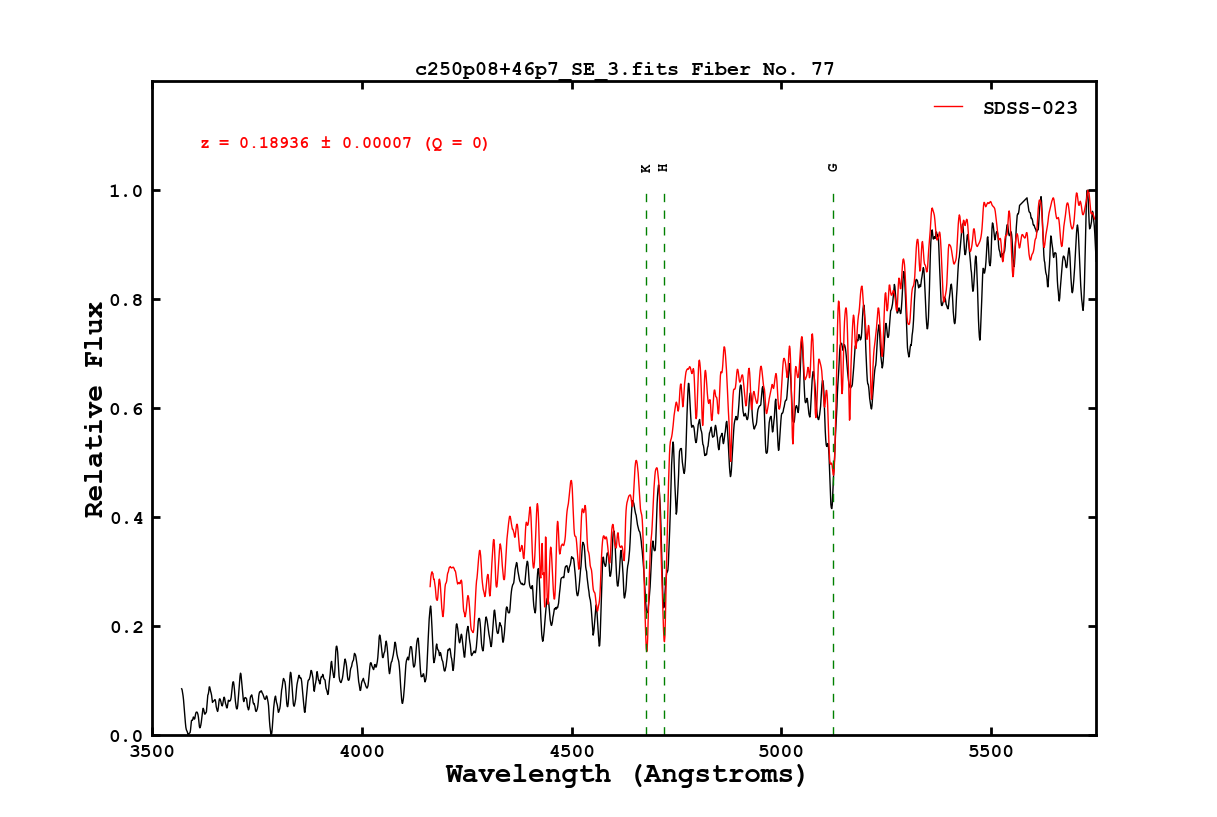 c250p08+46p7_SE_3.fits Fiber No. 77
SDSS-023
z = 0.18936 ± 0.00007 (Q = 0)
K H G
1.0
0.8
0.6
0.4
0.2
0.0
Relative Flux
3500 4000 4500 5000 5500
Wavelength (Angstroms)